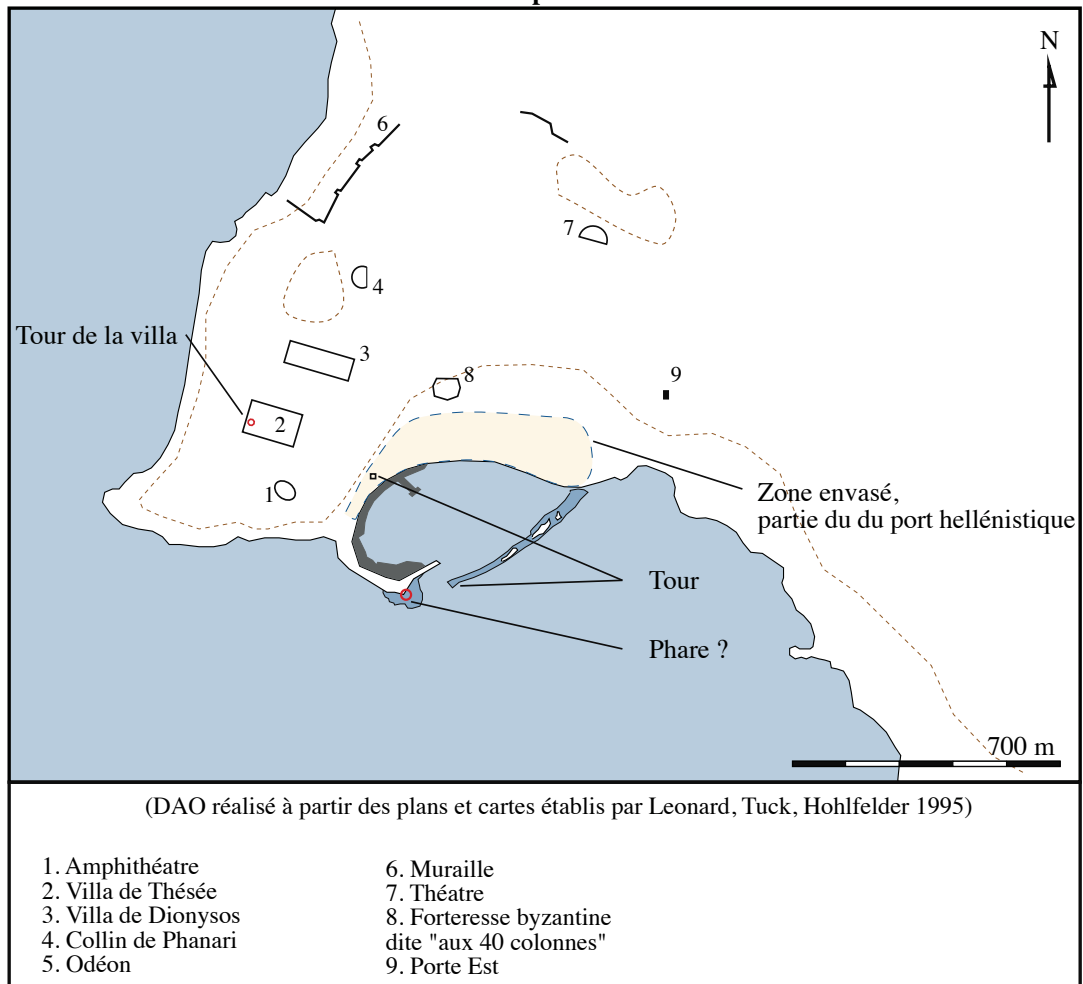 N
6
7
4
Tour de la villa
3
8
9
2
1
Zone envasé,
partie du du port hellénistique
Tour
Phare ?
700 m
(DAO réalisé à partir des plans et cartes établis par Leonard, Tuck, Hohlfelder 1995)
1. Amphithéatre
2. Villa de Thésée
3. Villa de Dionysos
4. Collin de Phanari
5. Odéon
6. Muraille
7. Théatre
8. Forteresse byzantine
dite "aux 40 colonnes"
9. Porte Est